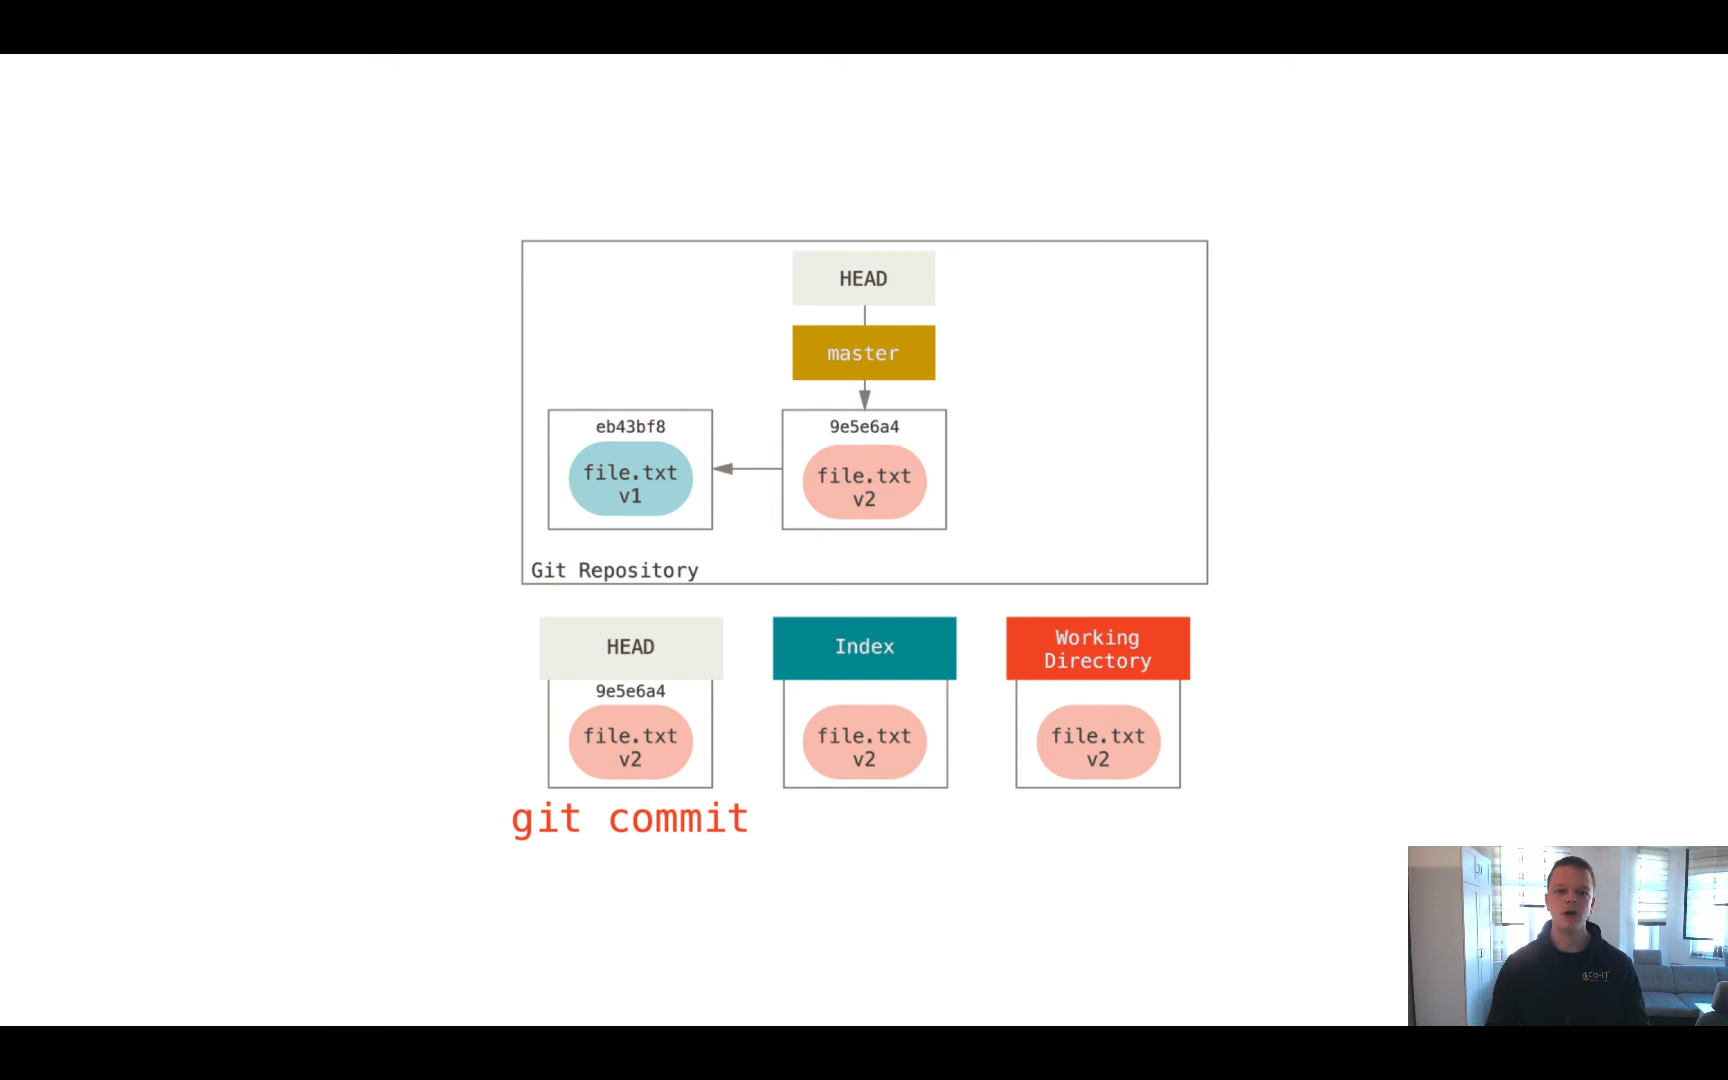 HEAD
master
eb43bf8
file.txt
v1
9e5e6a4
file.txt
v2
Git Repository
HEAD
9e5e6a4
file.txt
v2
Index
file.txt
v2
Working
Directory
file.txt
v2
git commit